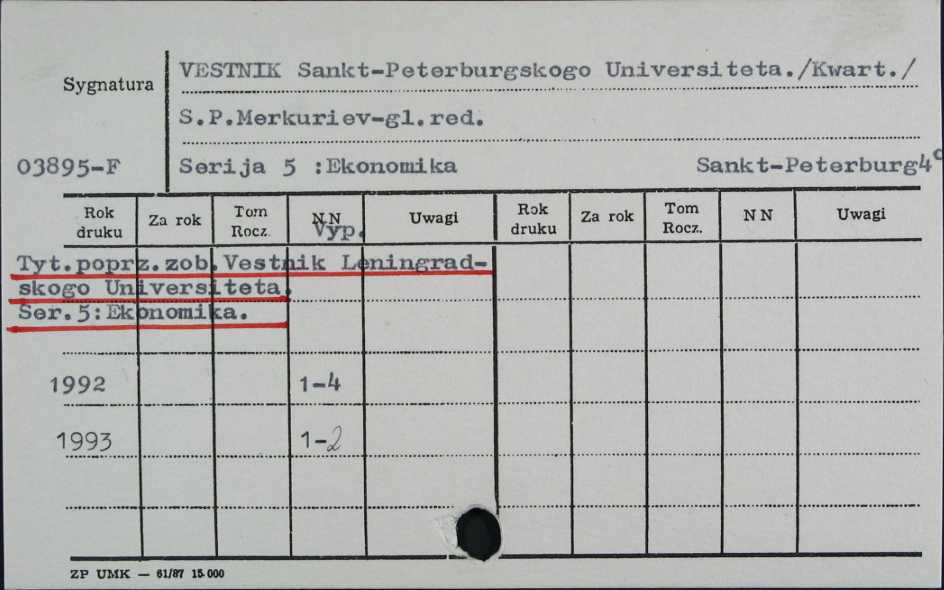 VESTNIK Sankt-Peterburgskogo Universiteta./Kwart./
Sygnatura
S.P.Merkuriev-gl.red.
03895-F Serija 5 :Ekonomika Sankt-Peterburg4°
Rok druku Za rok Tom Rocz. NN Vyp. Uwagi Rok druku Za rok Tom Rocz. NN Uwagi
Tyt.poprz.zob.Vestnik Leningrad-
skogo Universiteta.
Ser.5:Ekonomika.
1992 1-4
1993 1-2
ZP UMK — 61/87 15.000